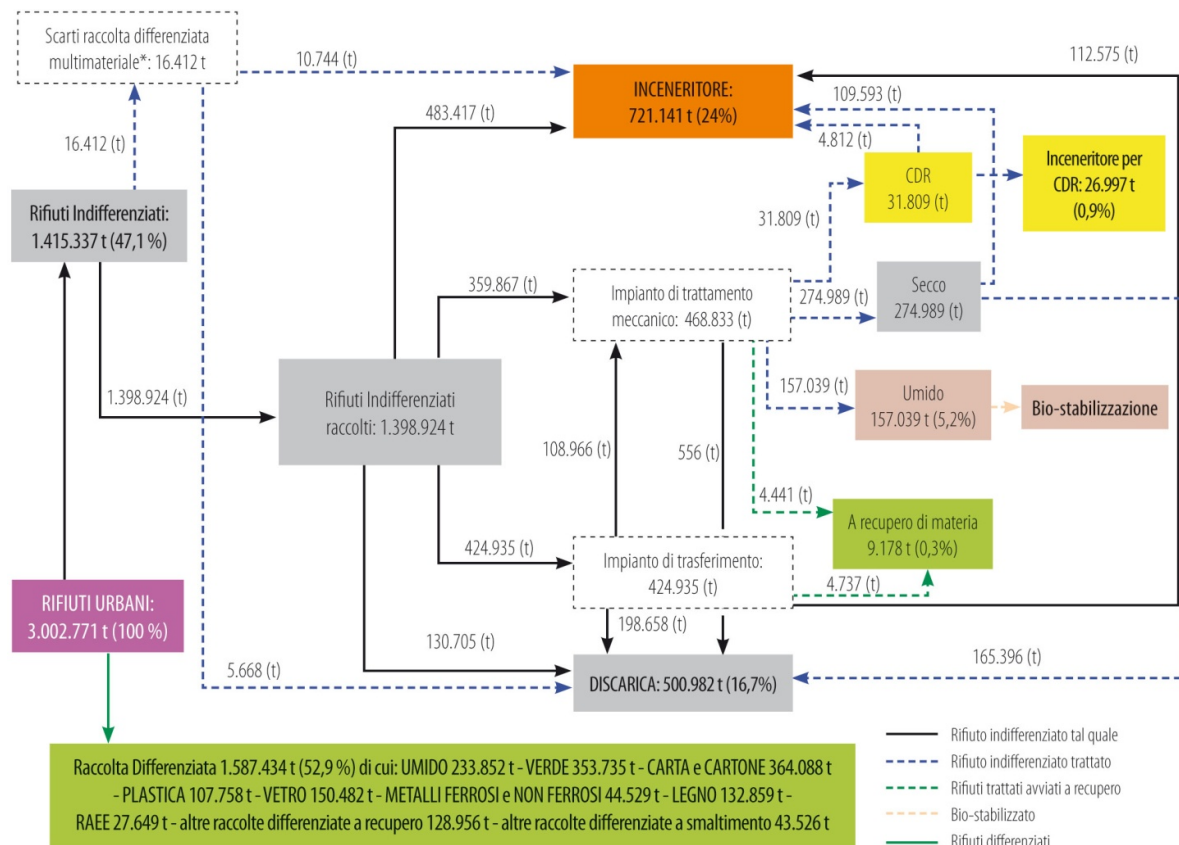 Scarti raccolta differenziata
multimateriale*: 16.412 t
10.744 (t)
112.575 (t)
INCENERITORE:
721.141 t (24%)
109.593 (t)
483.417 (t)
4.812 (t)
16.412 (t)
CDR
31.809 (t)
Inceneritore per
CDR: 26.997 t
(0,9%)
Rifiuti Indifferenziati:
1.415.337 t (47,1 %)
31.809 (t)
359.867 (t)
Impianto di trattamento
meccanico: 468.833 (t)
274.989 (t)
Secco
274.989 (t)
1.398.924 (t)
Rifiuti Indifferenziati
raccolti: 1.398.924 t
157.039 (t)
Umido
157.039 t (5,2%)
Bio-stabilizzazione
108.966 (t)
556 (t)
4.441 (t)
A recupero di materia
9.178 t (0,3%)
424.935 (t)
Impianto di trasferimento:
424.935 (t)
4.737 (t)
RIFIUTI URBANI:
3.002.771 t (100 %)
198.658 (t)
130.705 (t)
5.668 (t)
DISCARICA: 500.982 t (16,7%)
165.396 (t)
Raccolta Differenziata 1.587.434 t (52,9 %) di cui: UMIDO 233.852 t - VERDE 353.735 t - CARTA e CARTONE 364.088 t
- PLASTICA 107.758 t - VETRO 150.482 t - METALLI FERROSI e NON FERROSI 44.529 t - LEGNO 132.859 t -
RAEE 27.649 t - altre raccolte differenziate a recupero 128.956 t - altre raccolte differenziate a smaltimento 43.526 t
Rifiuto indifferenziato tal quale
Rifiuto indifferenziato trattato
Rifiuti trattati avviati a recupero
Bio-stabilizzato
Rifiuti differenziati